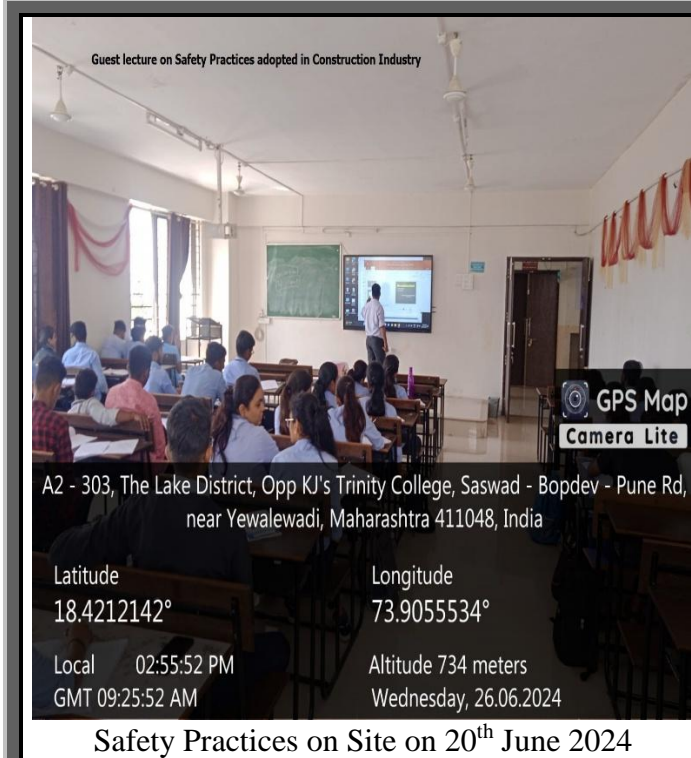 Guest lecture on Safety Practices adopted in Construction Industry
GPS Map
Camera Lite
A2 - 303, The Lake District, Opp KJ's Trinity College, Saswad - Bopdev - Pune Rd,
near Yewalewadi, Maharashtra 411048, India
Latitude
18.4212142°
Longitude
73.9055534°
Local 02:55:52 PM
GMT 09:25:52 AM
Altitude 734 meters
Wednesday, 26.06.2024
Safety Practices on Site on 20th June 2024